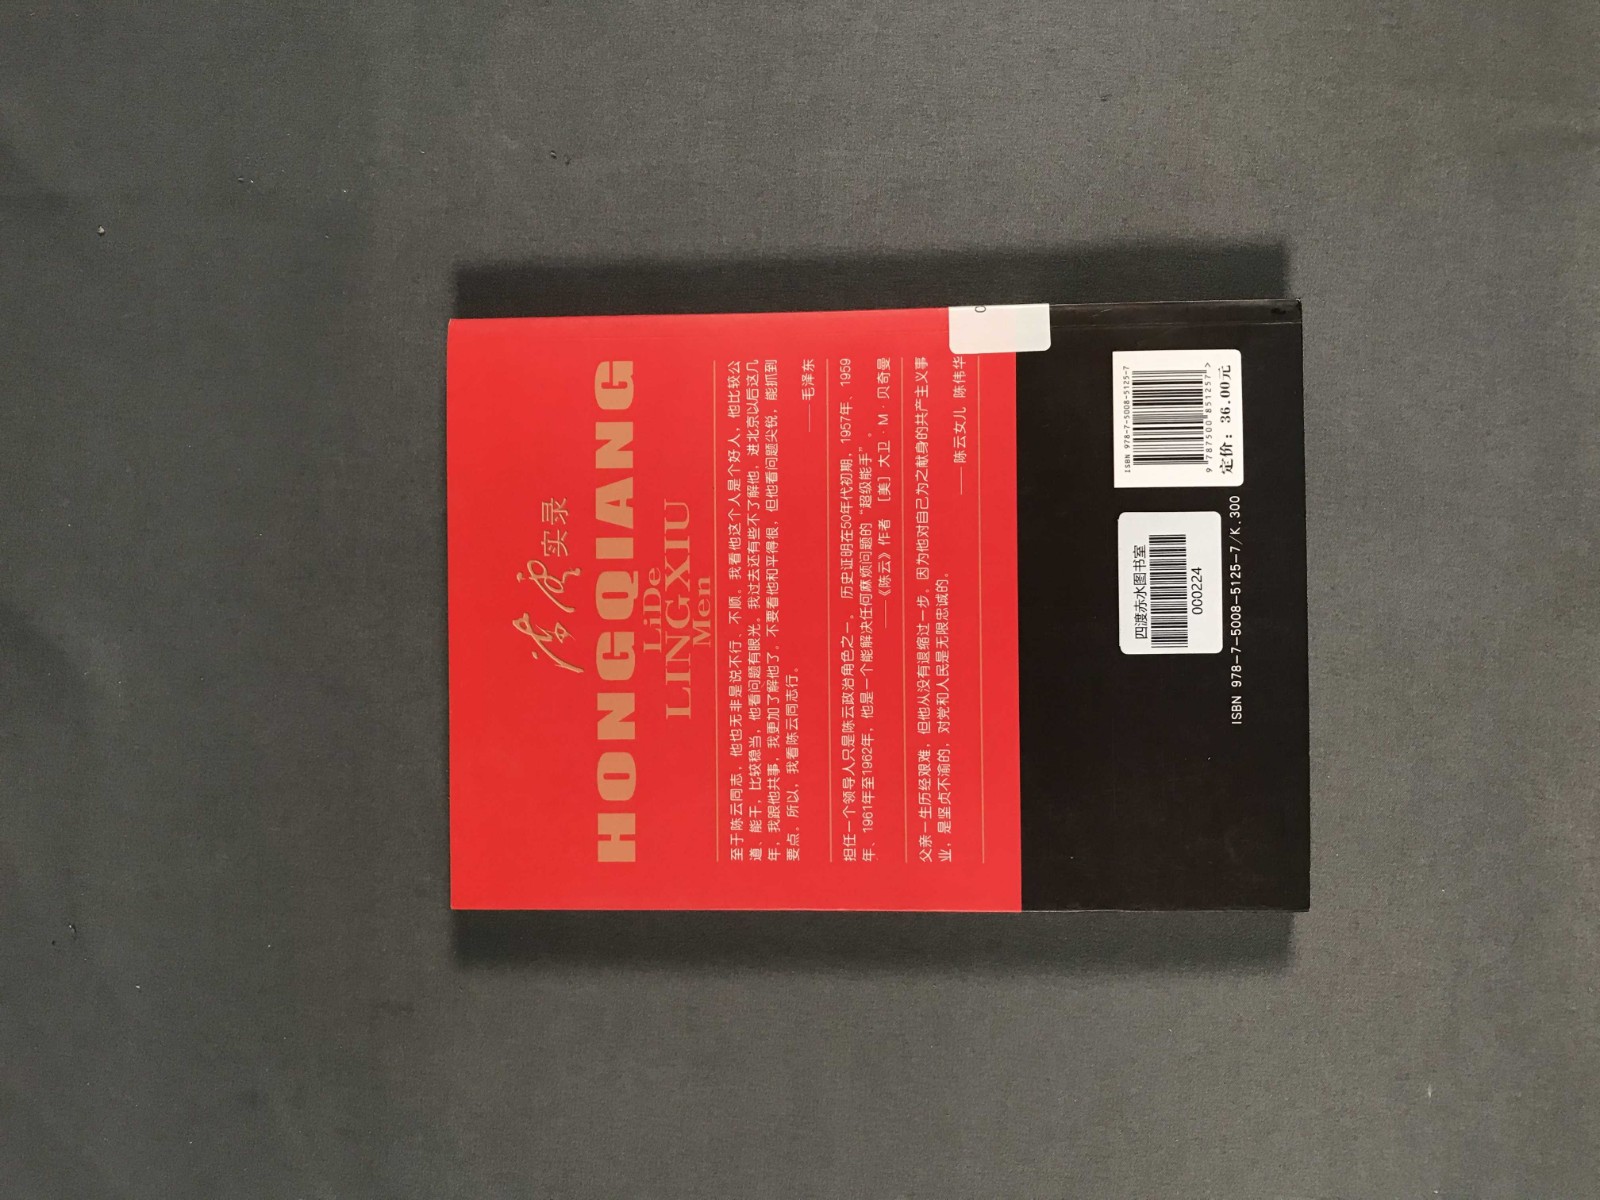 陈云实录
HONGQIANG
LiDe
LINGXIU
Men
至于陈云同志，他也无非是说不行、不顺。我看他这个人是个好人，他比较公
道、能干，比较稳当，他看问题有眼光。我过去还有些不了解他，进北京以后这几
年，我跟他共事，我更加了解他了。不要看他和平得很，但他看问题尖锐，能抓到
要点。所以，我看陈云同志行。
——毛泽东
担任一个领导人只是陈云政治角色之一。历史证明在50年代初期、1957年、1959
年、1961年至1962年，他是一个能解决任何麻烦问题的“超级能手”。
——《陈云》作者 [美] 大卫·M·贝奇曼
父亲一生历经艰难，但他从没有退缩过一步。因为他对自己为之献身的共产主义事
业，是坚贞不渝的，对党和人民是无限忠诚的。
——陈云女儿 陈伟华
ISBN 978-7-5008-5125-7
9 787500 851257 >
定价：36.00元
四渡赤水图书室
000224
ISBN 978-7-5008-5125-7/K.300